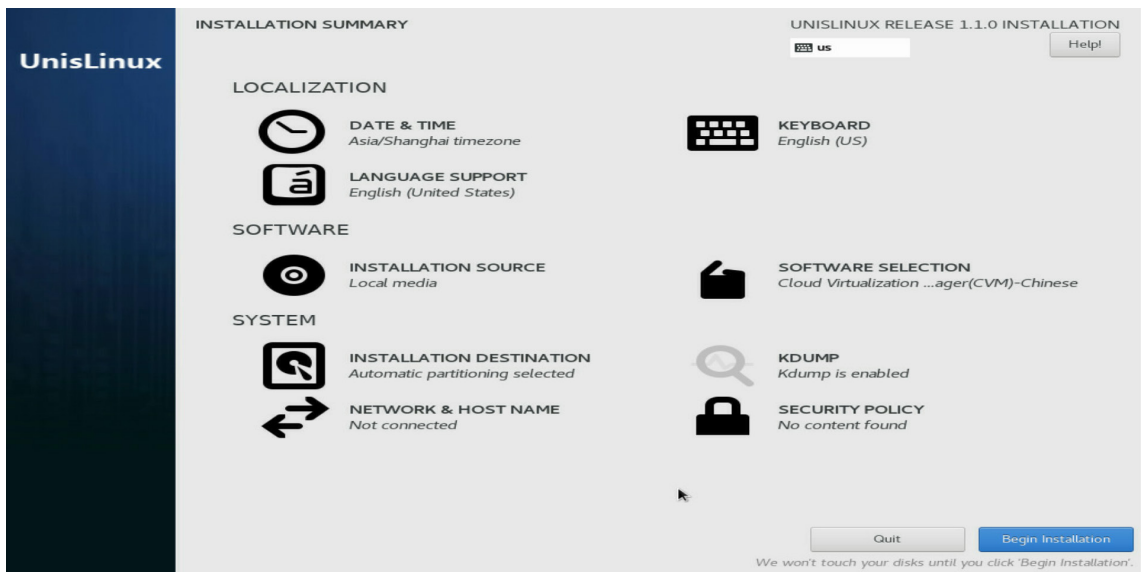 INSTALLATION SUMMARY
UNISLINUX RELEASE 1.1.0 INSTALLATION
us
Help!
UnisLinux
LOCALIZATION
DATE & TIME
Asia/Shanghai timezone
KEYBOARD
English (US)
á
LANGUAGE SUPPORT
English (United States)
SOFTWARE
INSTALLATION SOURCE
Local media
SOFTWARE SELECTION
Cloud Virtualization ...ager(CVM)-Chinese
SYSTEM
INSTALLATION DESTINATION
Automatic partitioning selected
KDUMP
Kdump is enabled
NETWORK & HOST NAME
Not connected
SECURITY POLICY
No content found
Quit
Begin Installation
We won't touch your disks until you click 'Begin Installation'.